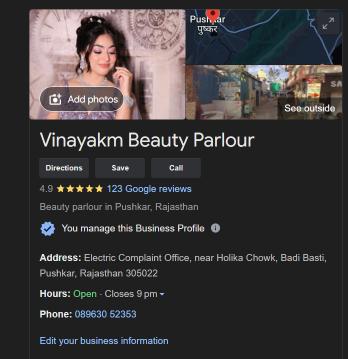 Pushkar
पुष्कर
Add photos
See outside
Vinayakm Beauty Parlour
Directions
Save
Call
4.9 ★★★★★ 123 Google reviews
Beauty parlour in Pushkar, Rajasthan
You manage this Business Profile
Address: Electric Complaint Office, near Holika Chowk, Badi Basti,
Pushkar, Rajasthan 305022
Hours: Open · Closes 9 pm
Phone: 089630 52353
Edit your business information